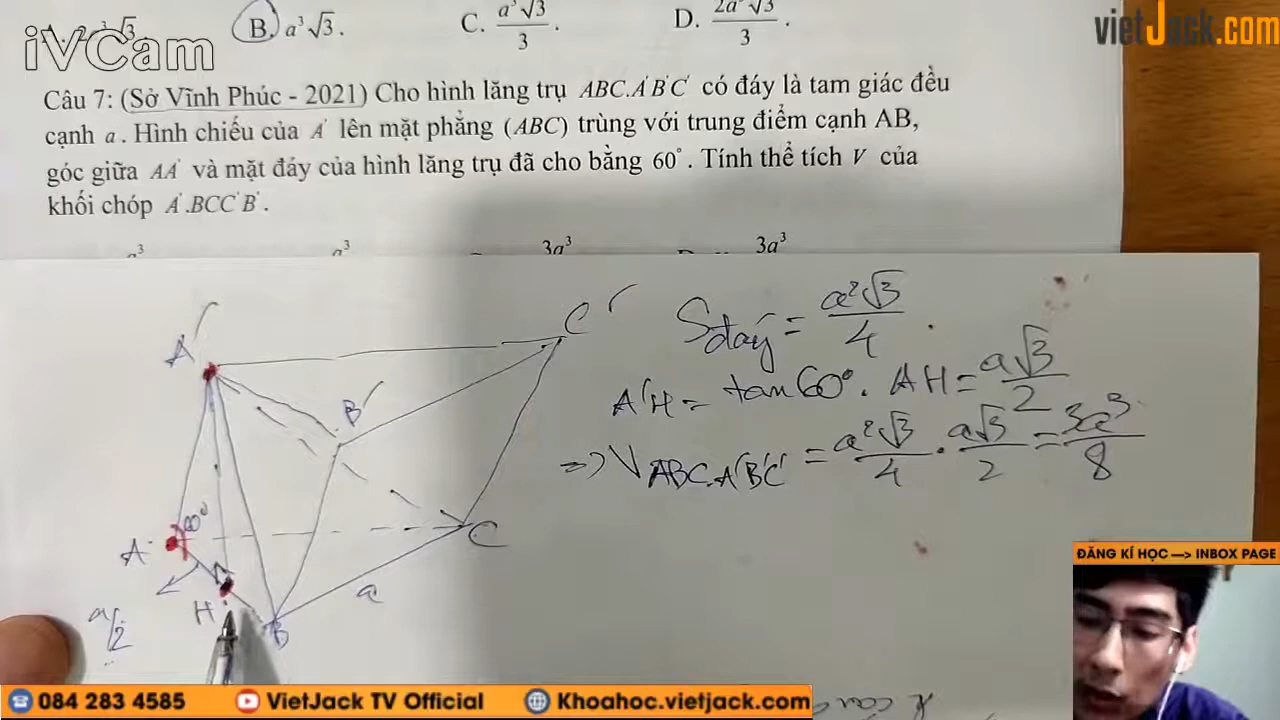 iVCam
B. a³√3.
C. a³√3/3.
D. 2a³√3/3.
vietJack.com
Câu 7: (Sở Vĩnh Phúc - 2021) Cho hình lăng trụ ABC.A'B'C' có đáy là tam giác đều
cạnh a. Hình chiếu của A' lên mặt phẳng (ABC) trùng với trung điểm cạnh AB,
góc giữa AA' và mặt đáy của hình lăng trụ đã cho bằng 60°. Tính thể tích V của
khối chóp A'.BCC'B'.
3a³
3a³
A'
C'
B'
60°
A
C
H
B
a
a/2
Sđáy = a²√3/4.
A'H = tan60°. AH = a√3/2
=> V ABC.A'B'C' = a²√3/4 . a√3/2 = 3a³/8
ĐĂNG KÍ HỌC —> INBOX PAGE
084 283 4585
VietJack TV Official
Khoahoc.vietjack.com